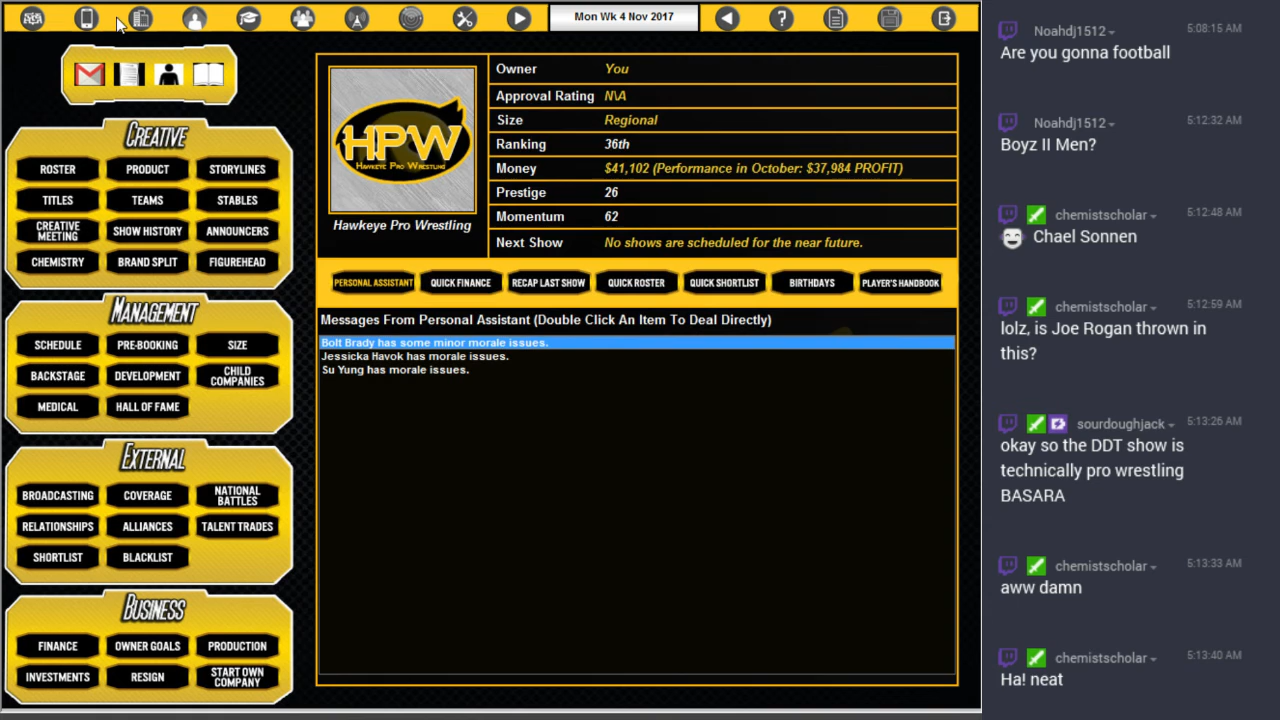 Mon Wk 4 Nov 2017
CREATIVE
ROSTER
PRODUCT
STORYLINES
TITLES
TEAMS
STABLES
CREATIVE
MEETING
SHOW HISTORY
ANNOUNCERS
CHEMISTRY
BRAND SPLIT
FIGUREHEAD
MANAGEMENT
SCHEDULE
PRE-BOOKING
SIZE
BACKSTAGE
DEVELOPMENT
CHILD
COMPANIES
MEDICAL
HALL OF FAME
EXTERNAL
BROADCASTING
COVERAGE
NATIONAL
BATTLES
RELATIONSHIPS
ALLIANCES
TALENT TRADES
SHORTLIST
BLACKLIST
BUSINESS
FINANCE
OWNER GOALS
PRODUCTION
INVESTMENTS
RESIGN
START OWN
COMPANY
HPW
HAWKEYE PRO WRESTLING
Hawkeye Pro Wrestling
Owner You
Approval Rating N\A
Size Regional
Ranking 36th
Money $41,102 (Performance in October: $37,984 PROFIT)
Prestige 26
Momentum 62
Next Show No shows are scheduled for the near future.
PERSONAL ASSISTANT
QUICK FINANCE
RECAP LAST SHOW
QUICK ROSTER
QUICK SHORTLIST
BIRTHDAYS
PLAYER'S HANDBOOK
Messages From Personal Assistant (Double Click An Item To Deal Directly)
Bolt Brady has some minor morale issues.
Jessicka Havok has morale issues.
Su Yung has morale issues.
Noahdj1512 5:08:15 AM
Are you gonna football
Noahdj1512 5:12:32 AM
Boyz II Men?
chemistscholar 5:12:48 AM
Chael Sonnen
chemistscholar 5:12:59 AM
lolz, is Joe Rogan thrown in
this?
sourdoughjack 5:13:26 AM
okay so the DDT show is
technically pro wrestling
BASARA
chemistscholar 5:13:33 AM
aww damn
chemistscholar 5:13:40 AM
Ha! neat